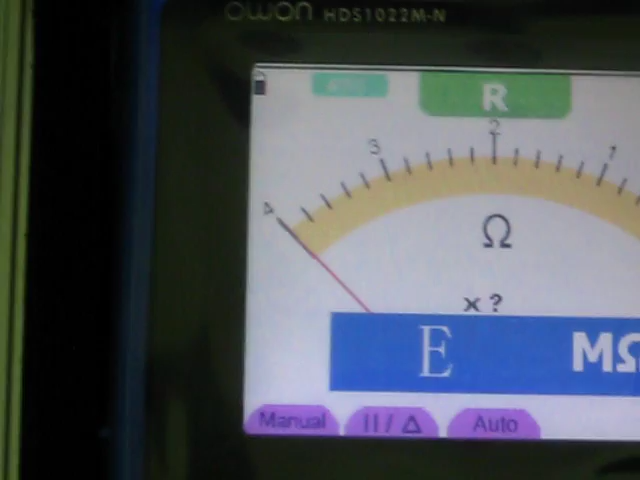 owon HDS1022M-N
R
4 3 2 1
Ω
x ?
E MΩ
Manual II / Δ Auto